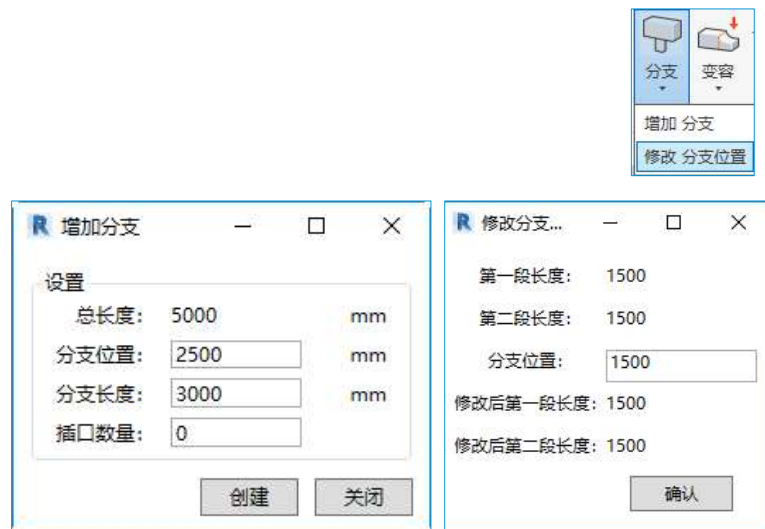 分支 变容
增加 分支
修改 分支位置
R 增加分支
设置
总长度： 5000 mm
分支位置： 2500 mm
分支长度： 3000 mm
插口数量： 0
创建 关闭
R 修改分支...
第一段长度： 1500
第二段长度： 1500
分支位置： 1500
修改后第一段长度：1500
修改后第二段长度：1500
确认